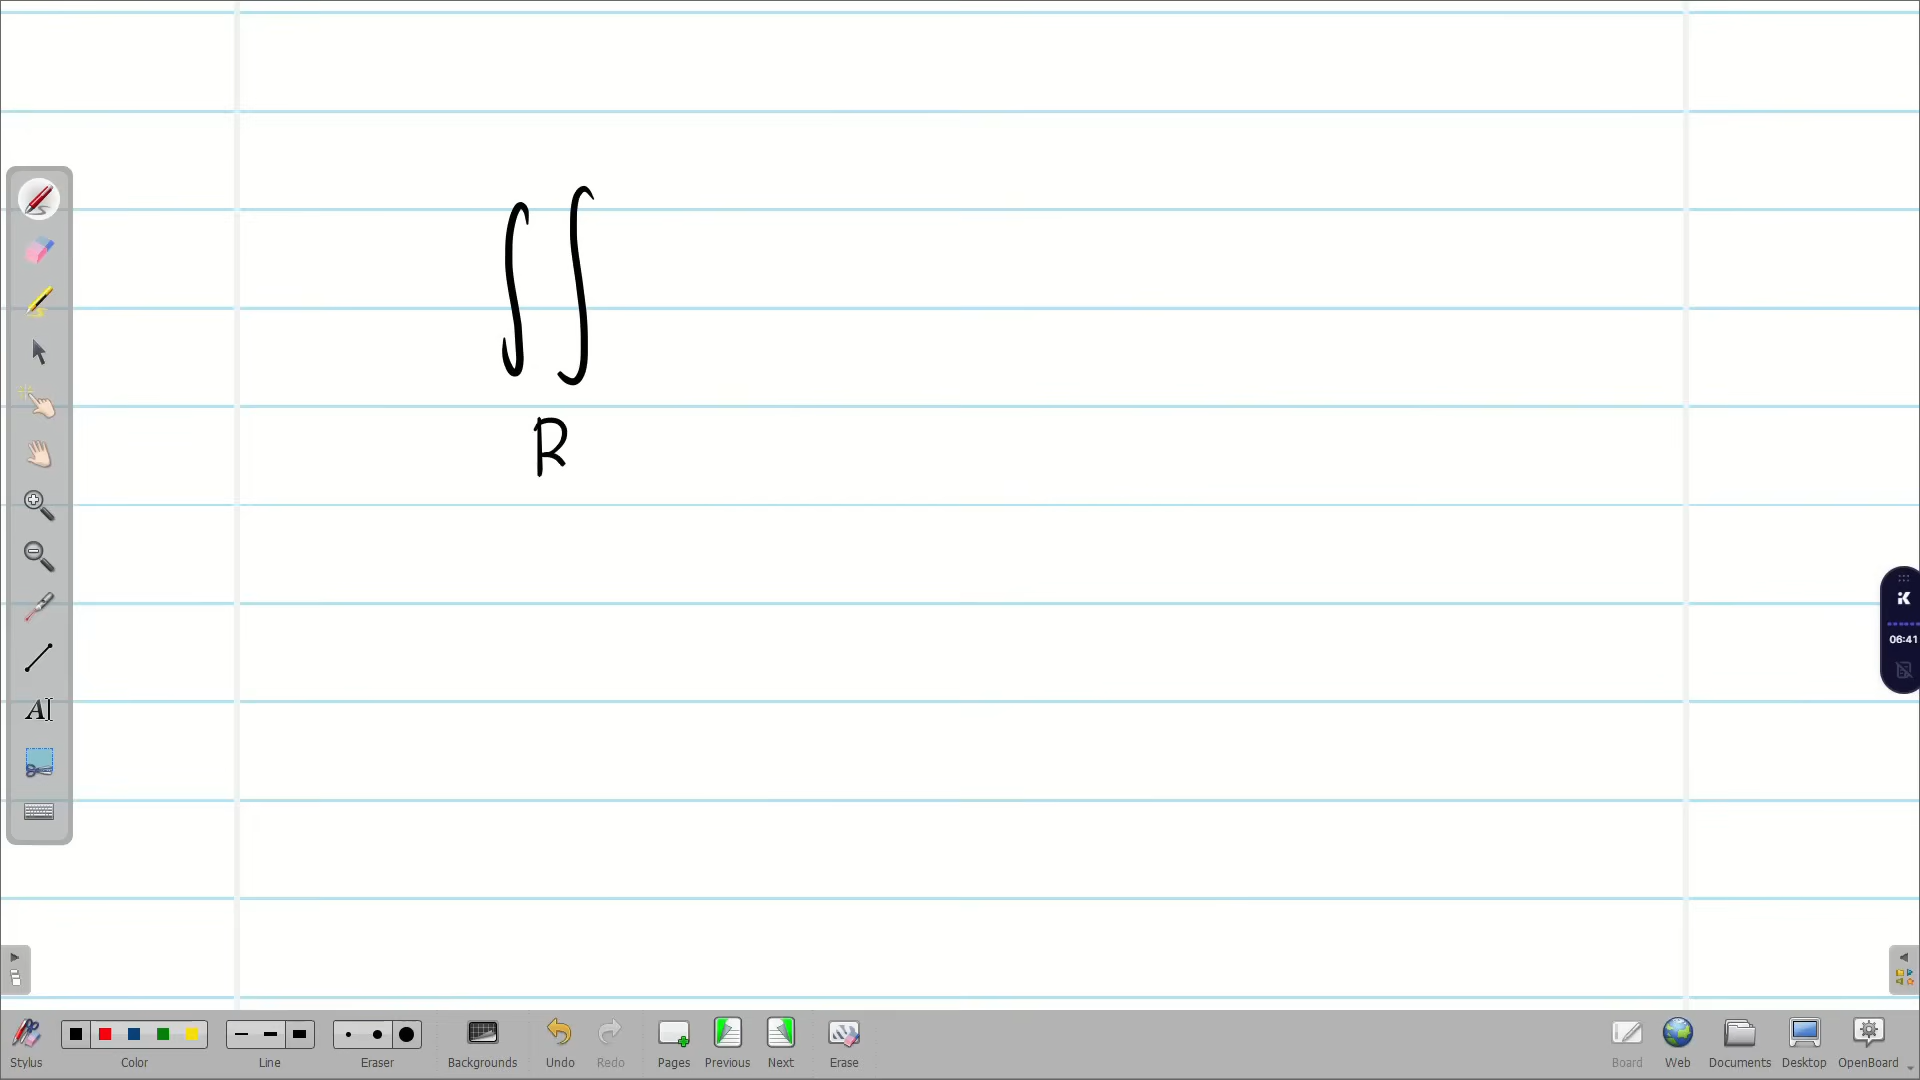 ∫∫
R
06:41
Stylus
Color
Line
Eraser
Backgrounds
Undo
Redo
Pages
Previous
Next
Erase
Board
Web
Documents
Desktop
OpenBoard